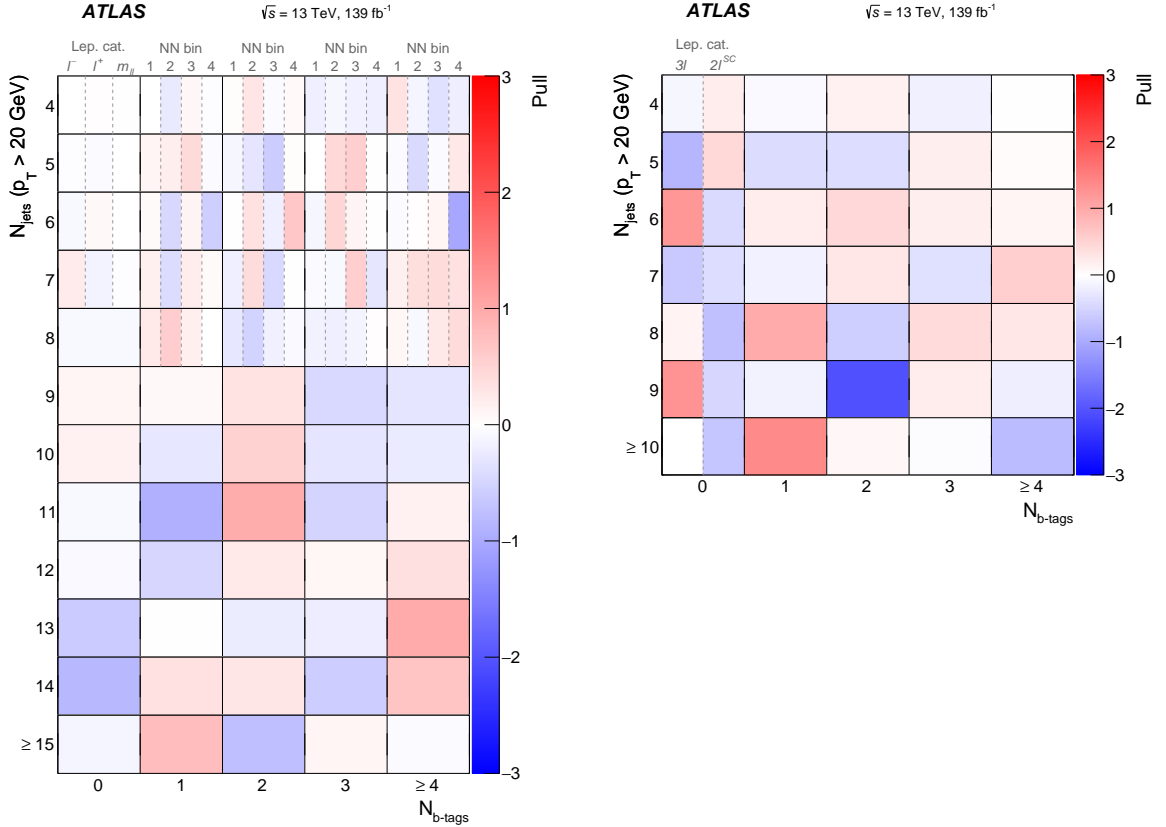 ATLAS √s = 13 TeV, 139 fb⁻¹
Lep. cat. NN bin NN bin NN bin NN bin
l⁻ l⁺ m_ll 1 2 3 4 1 2 3 4 1 2 3 4 1 2 3 4
N_jets (p_T > 20 GeV)
4
5
6
7
8
9
10
11
12
13
14
≥ 15
0 1 2 3 ≥ 4
N_b-tags
3
2
1
0
−1
−2
−3
Pull
ATLAS √s = 13 TeV, 139 fb⁻¹
Lep. cat.
3l 2l^SC
N_jets (p_T > 20 GeV)
4
5
6
7
8
9
≥ 10
0 1 2 3 ≥ 4
N_b-tags
3
2
1
0
−1
−2
−3
Pull